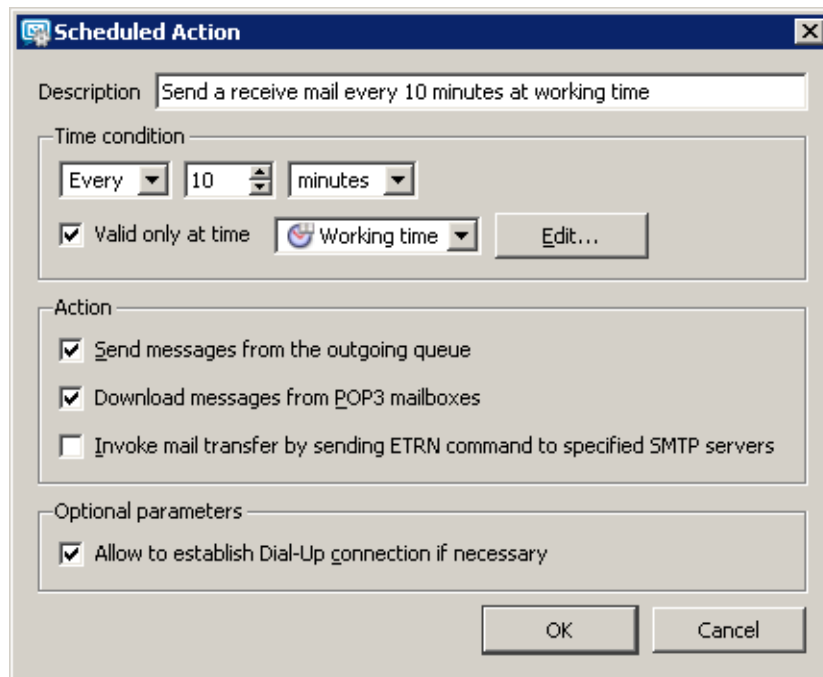 Scheduled Action
Description Send a receive mail every 10 minutes at working time
Time condition
Every 10 minutes
Valid only at time Working time Edit...
Action
Send messages from the outgoing queue
Download messages from POP3 mailboxes
Invoke mail transfer by sending ETRN command to specified SMTP servers
Optional parameters
Allow to establish Dial-Up connection if necessary
OK Cancel